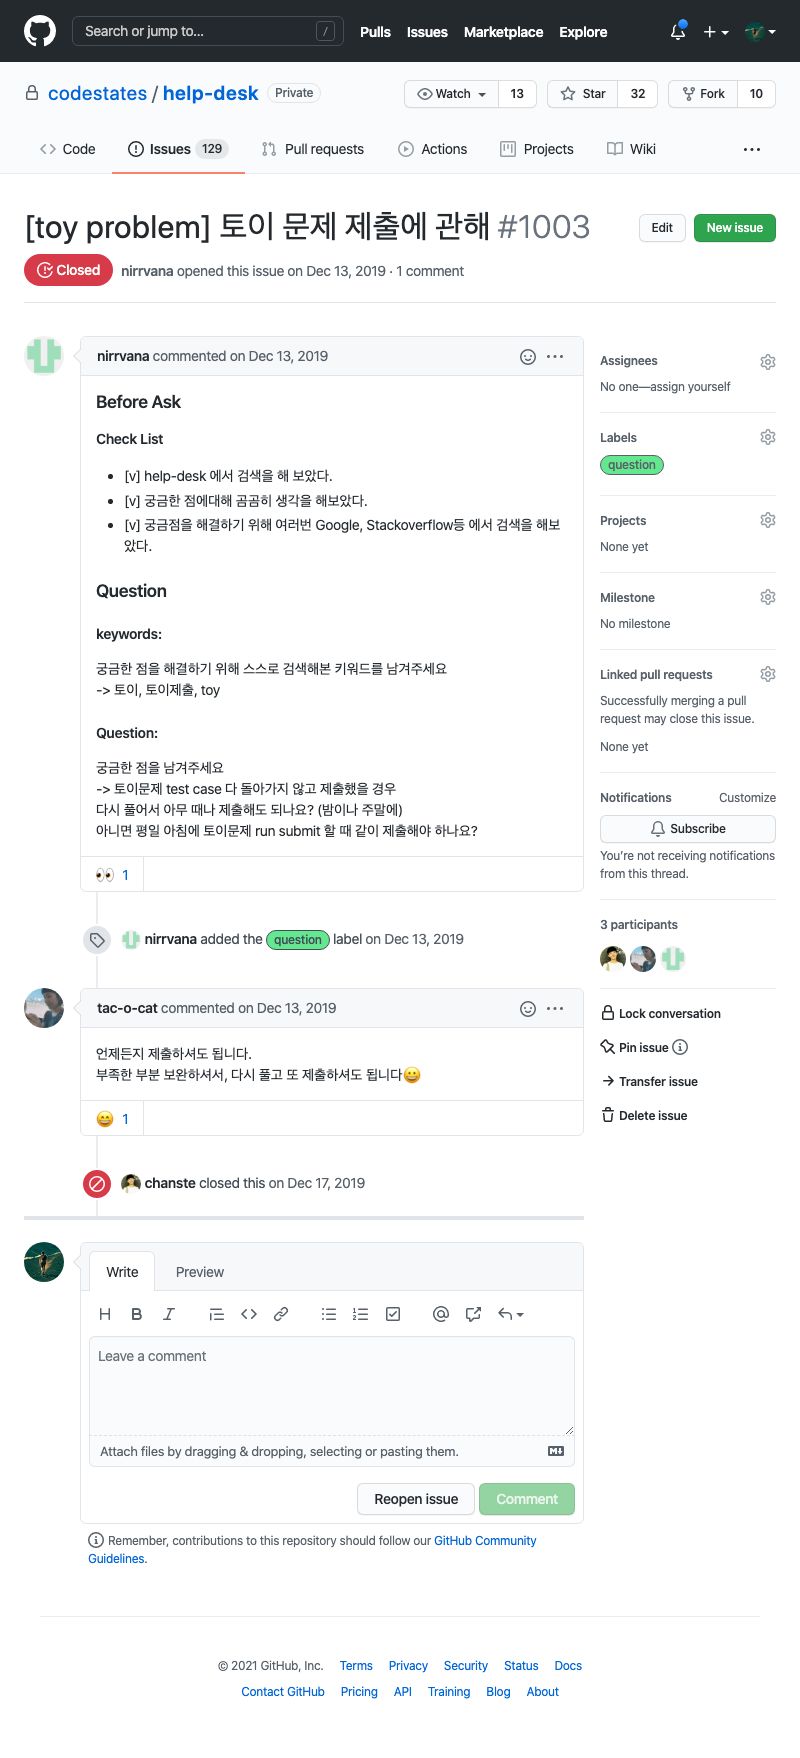 Search or jump to... /
Pulls Issues Marketplace Explore
codestates / help-desk Private
Watch 13 Star 32 Fork 10
Code Issues 129 Pull requests Actions Projects Wiki ...
[toy problem] 토이 문제 제출에 관해 #1003
Edit New issue
Closed nirrvana opened this issue on Dec 13, 2019 · 1 comment
nirrvana commented on Dec 13, 2019
Before Ask
Check List
• [v] help-desk 에서 검색을 해 보았다.
• [v] 궁금한 점에대해 곰곰히 생각을 해보았다.
• [v] 궁금점을 해결하기 위해 여러번 Google, Stackoverflow등 에서 검색을 해보
았다.
Question
keywords:
궁금한 점을 해결하기 위해 스스로 검색해본 키워드를 남겨주세요
-> 토이, 토이제출, toy
Question:
궁금한 점을 남겨주세요
-> 토이문제 test case 다 돌아가지 않고 제출했을 경우
다시 풀어서 아무 때나 제출해도 되나요? (밤이나 주말에)
아니면 평일 아침에 토이문제 run submit 할 때 같이 제출해야 하나요?
👀 1
nirrvana added the question label on Dec 13, 2019
tac-o-cat commented on Dec 13, 2019
언제든지 제출하셔도 됩니다.
부족한 부분 보완하셔서, 다시 풀고 또 제출하셔도 됩니다😀
😄 1
chanste closed this on Dec 17, 2019
Write Preview
H B I
Leave a comment
Attach files by dragging & dropping, selecting or pasting them.
Reopen issue Comment
Remember, contributions to this repository should follow our GitHub Community
Guidelines.
Assignees
No one—assign yourself
Labels
question
Projects
None yet
Milestone
No milestone
Linked pull requests
Successfully merging a pull
request may close this issue.
None yet
Notifications Customize
Subscribe
You're not receiving notifications
from this thread.
3 participants
Lock conversation
Pin issue
Transfer issue
Delete issue
© 2021 GitHub, Inc. Terms Privacy Security Status Docs
Contact GitHub Pricing API Training Blog About